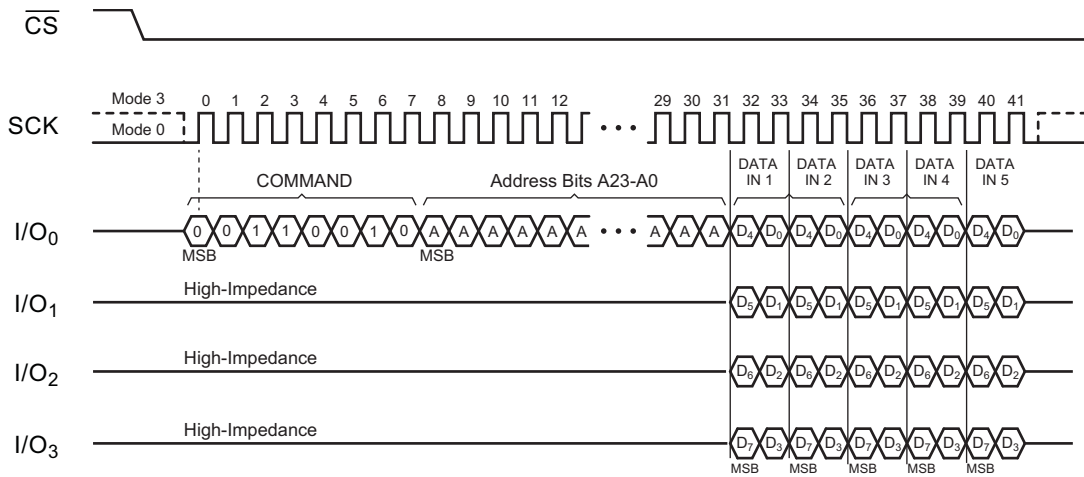 CS
SCK
Mode 3
Mode 0
0 1 2 3 4 5 6 7 8 9 10 11 12 29 30 31 32 33 34 35 36 37 38 39 40 41
COMMAND
Address Bits A23-A0
DATA IN 1
DATA IN 2
DATA IN 3
DATA IN 4
DATA IN 5
I/O0
0 0 1 1 0 0 1 0 A A A A A A A A A D4 D0 D4 D0 D4 D0 D4 D0 D4 D0
MSB MSB
I/O1
High-Impedance
D5 D1 D5 D1 D5 D1 D5 D1 D5 D1
I/O2
High-Impedance
D6 D2 D6 D2 D6 D2 D6 D2 D6 D2
I/O3
High-Impedance
D7 D3 D7 D3 D7 D3 D7 D3 D7 D3
MSB MSB MSB MSB MSB